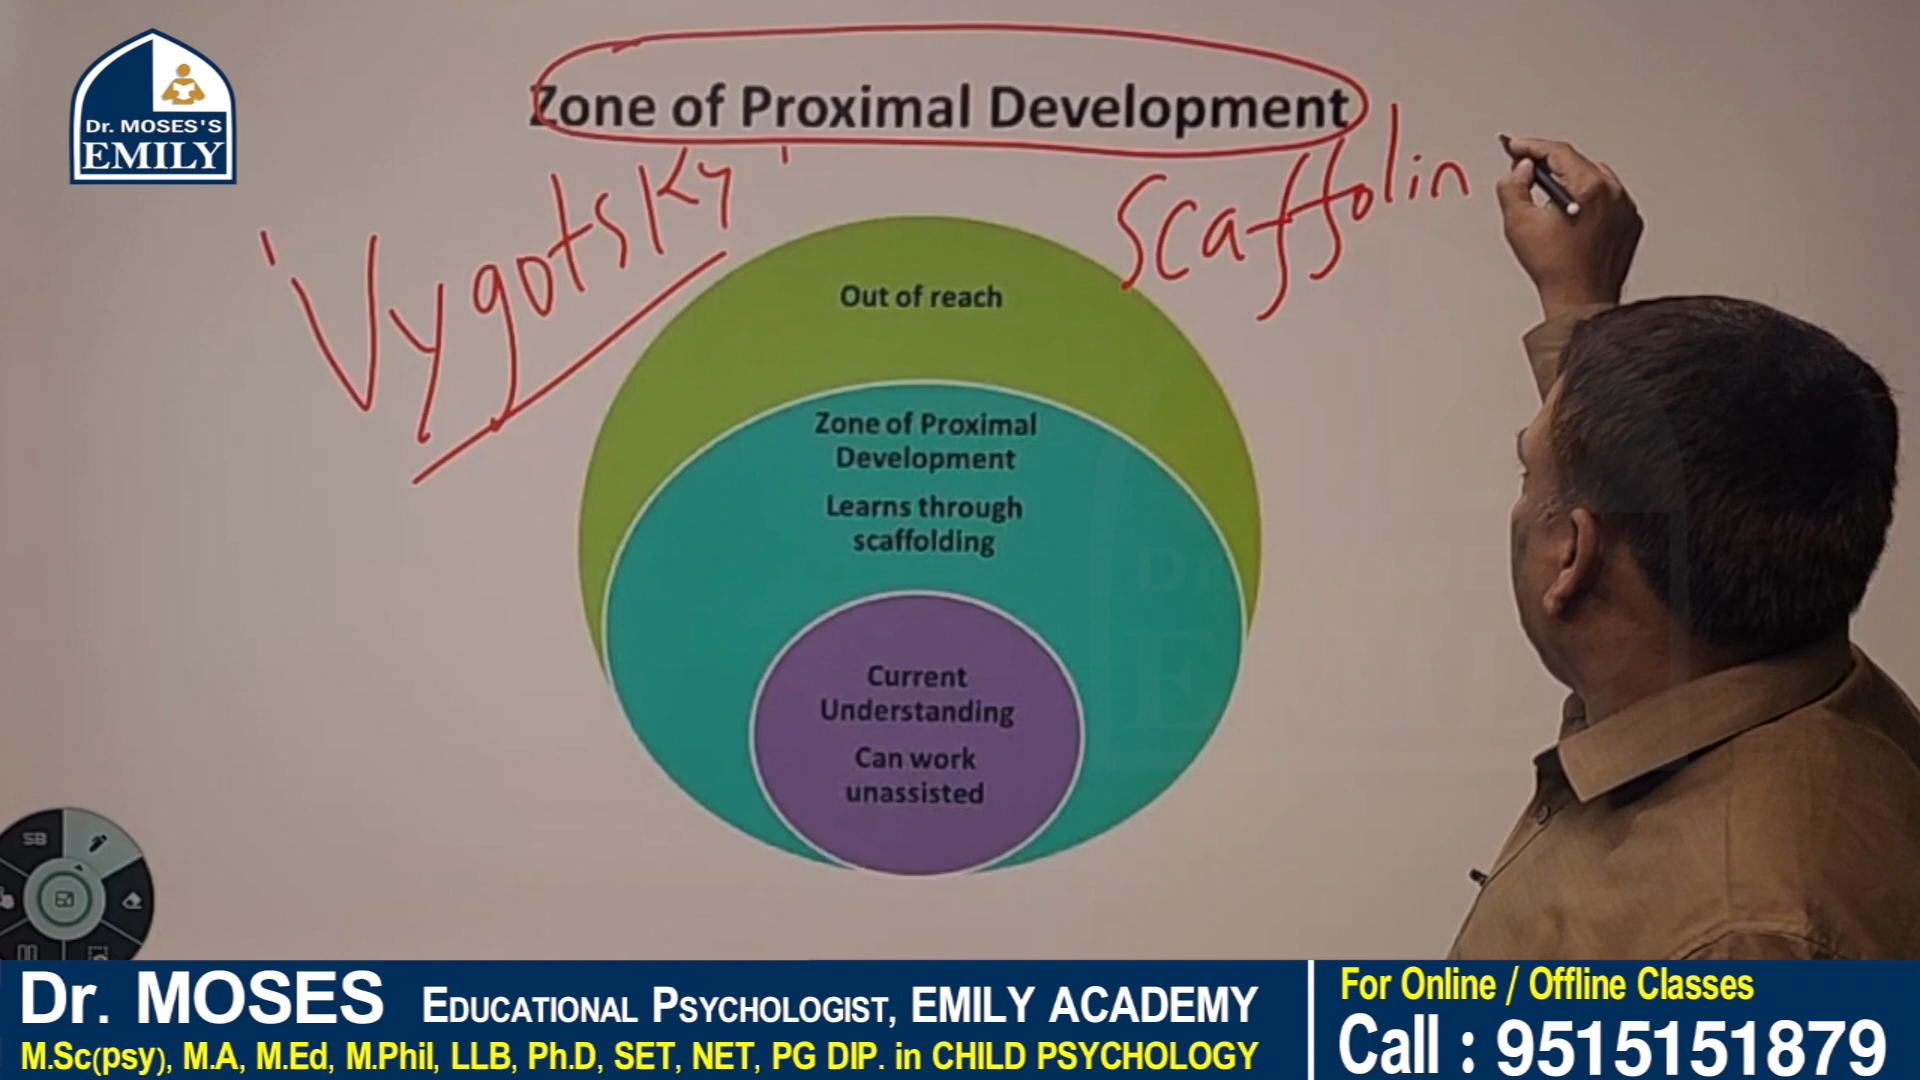 Dr. MOSES'S
EMILY
Zone of Proximal Development
'Vygotsky'
Scaffolin
Out of reach
Zone of Proximal
Development
Learns through
scaffolding
Current
Understanding
Can work
unassisted
SB
Dr. MOSES EDUCATIONAL PSYCHOLOGIST, EMILY ACADEMY
M.Sc(psy), M.A, M.Ed, M.Phil, LLB, Ph.D, SET, NET, PG DIP. in CHILD PSYCHOLOGY
For Online / Offline Classes
Call : 9515151879